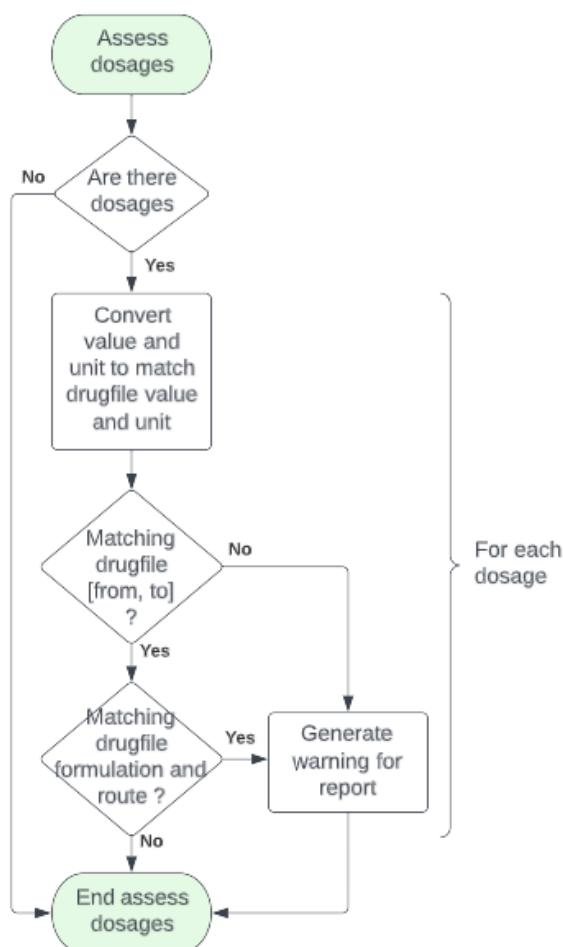 Assess
dosages
No
Are there
dosages
Yes
Convert
value and
unit to match
drugfile value
and unit
Matching
drugfile
[from, to]
?
No
For each
dosage
Yes
Matching
drugfile
formulation and
route ?
Yes
Generate
warning for
report
No
End assess
dosages